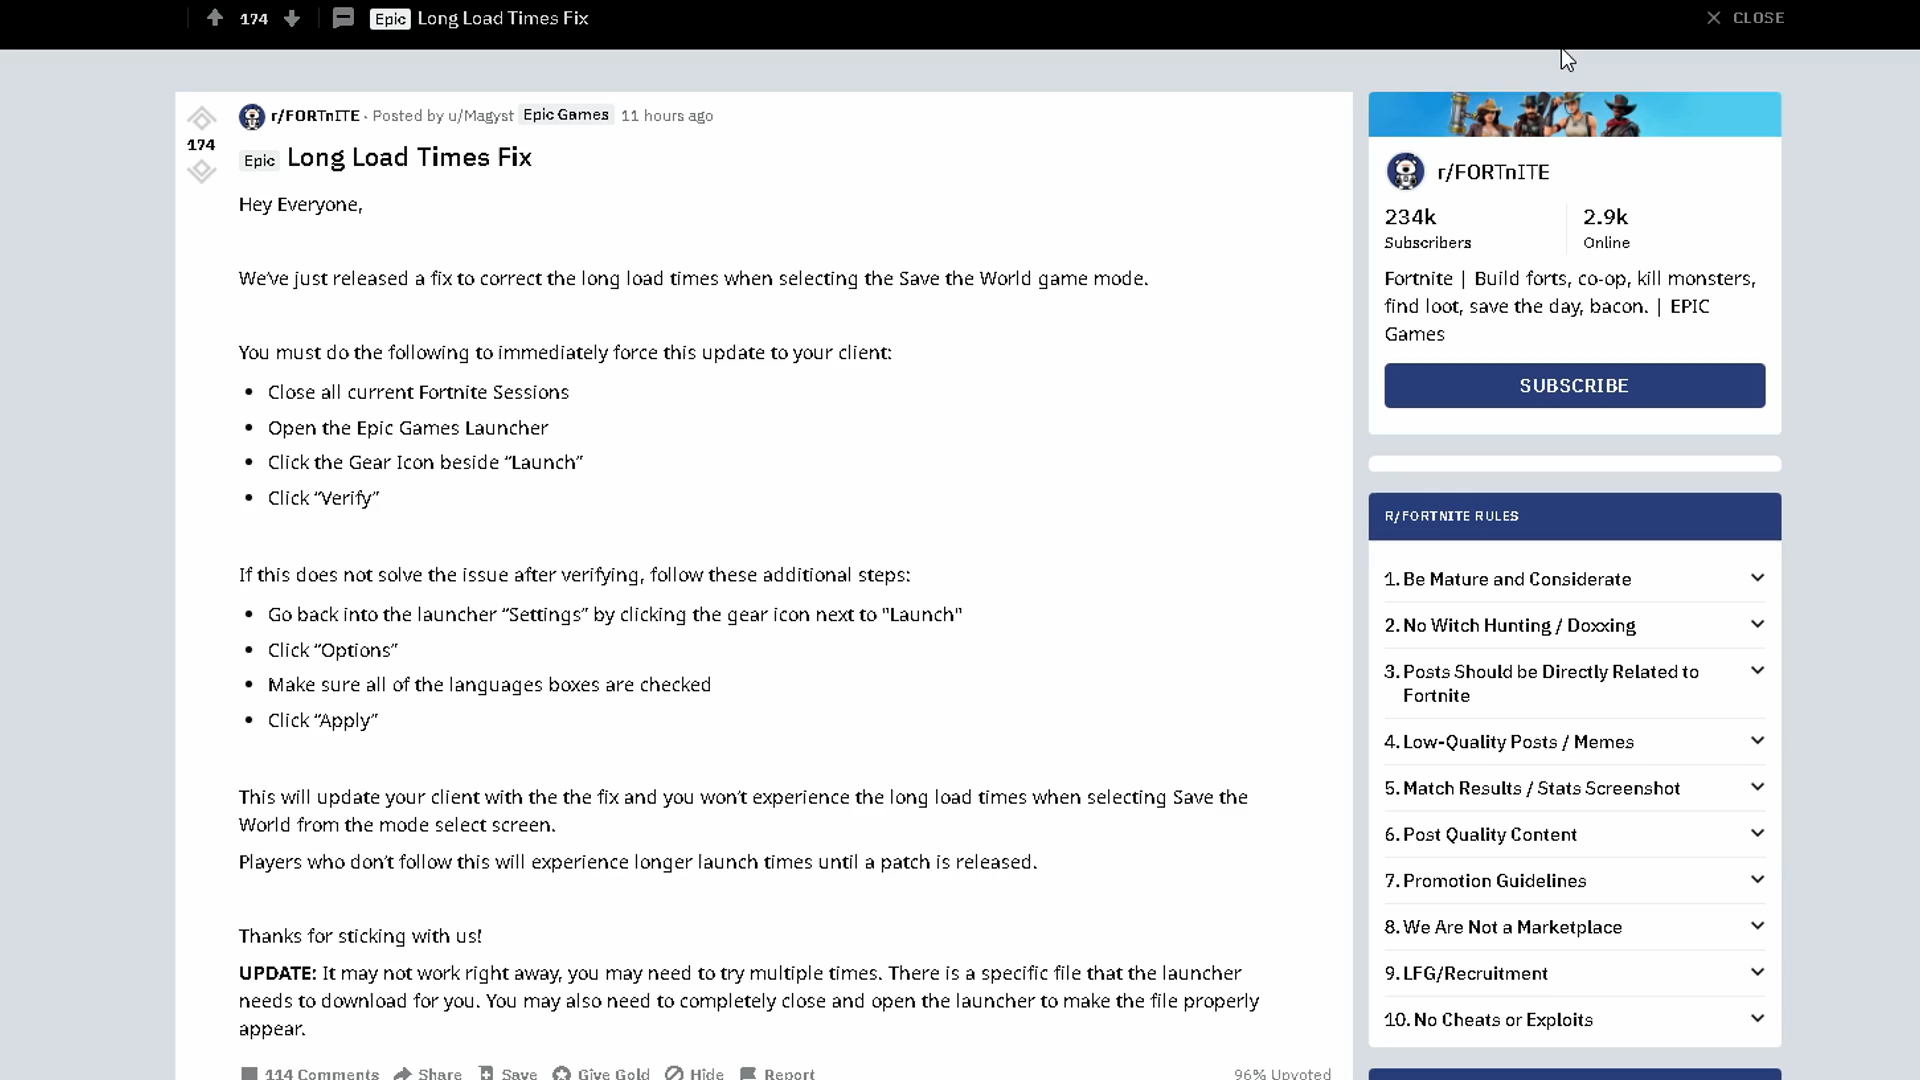 174 Epic Long Load Times Fix CLOSE
r/FORTnITE · Posted by u/Magyst Epic Games 11 hours ago
174
Epic Long Load Times Fix
Hey Everyone,
We've just released a fix to correct the long load times when selecting the Save the World game mode.
You must do the following to immediately force this update to your client:
• Close all current Fortnite Sessions
• Open the Epic Games Launcher
• Click the Gear Icon beside “Launch”
• Click “Verify”
If this does not solve the issue after verifying, follow these additional steps:
• Go back into the launcher “Settings” by clicking the gear icon next to "Launch"
• Click “Options”
• Make sure all of the languages boxes are checked
• Click “Apply”
This will update your client with the the fix and you won't experience the long load times when selecting Save the
World from the mode select screen.
Players who don't follow this will experience longer launch times until a patch is released.
Thanks for sticking with us!
UPDATE: It may not work right away, you may need to try multiple times. There is a specific file that the launcher
needs to download for you. You may also need to completely close and open the launcher to make the file properly
appear.
114 Comments Share Save Give Gold Hide Report 96% Upvoted
r/FORTnITE
234k 2.9k
Subscribers Online
Fortnite | Build forts, co-op, kill monsters,
find loot, save the day, bacon. | EPIC
Games
SUBSCRIBE
R/FORTNITE RULES
1. Be Mature and Considerate
2. No Witch Hunting / Doxxing
3. Posts Should be Directly Related to
Fortnite
4. Low-Quality Posts / Memes
5. Match Results / Stats Screenshot
6. Post Quality Content
7. Promotion Guidelines
8. We Are Not a Marketplace
9. LFG/Recruitment
10. No Cheats or Exploits